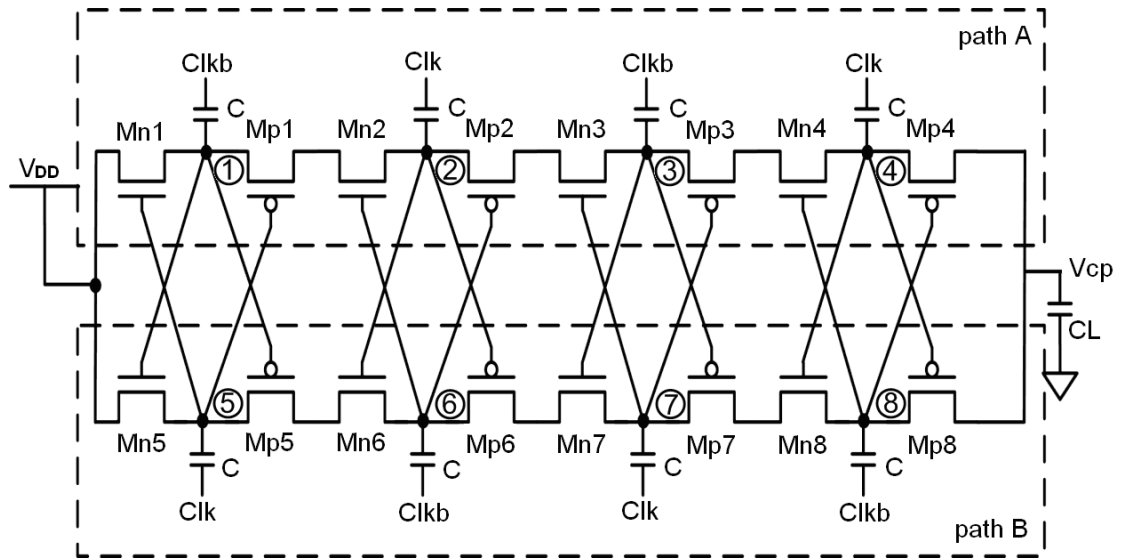 path A
Clkb Clk Clkb Clk
C C C C
Mn1 Mp1 Mn2 Mp2 Mn3 Mp3 Mn4 Mp4
VDD
① ② ③ ④
Vcp
CL
⑤ ⑥ ⑦ ⑧
Mn5 Mp5 Mn6 Mp6 Mn7 Mp7 Mn8 Mp8
C C C C
Clk Clkb Clk Clkb
path B